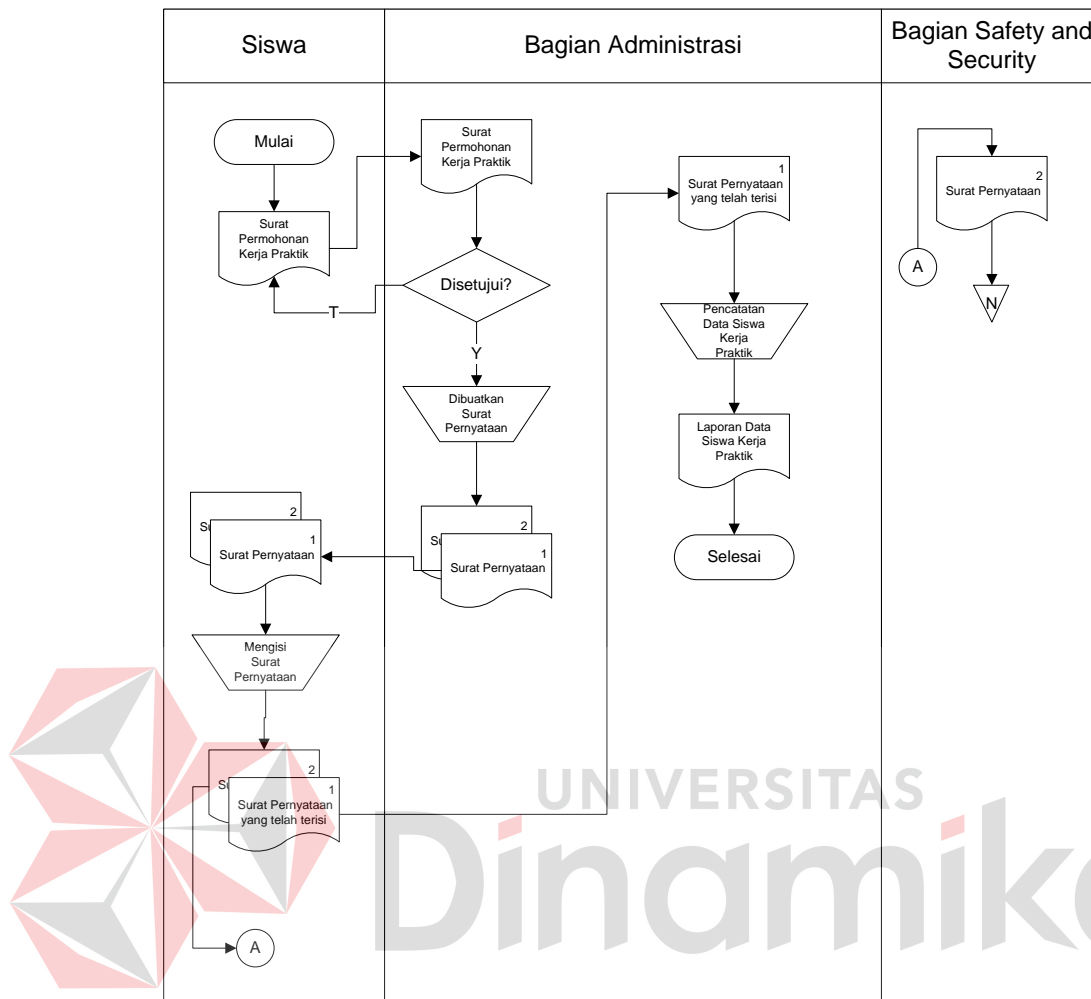 Siswa
Bagian Administrasi
Bagian Safety and
Security
Mulai
Surat
Permohonan
Kerja Praktik
T
2
Su
1
Surat Pernyataan
Mengisi
Surat
Pernyataan
2
Su
1
Surat Pernyataan
yang telah terisi
A
Surat
Permohonan
Kerja Praktik
Disetujui?
Y
Dibuatkan
Surat
Pernyataan
2
Su
1
Surat Pernyataan
1
Surat Pernyataan
yang telah terisi
Pencatatan
Data Siswa
Kerja
Praktik
Laporan Data
Siswa Kerja
Praktik
Selesai
2
Surat Pernyataan
A
N
UNIVERSITAS
Dinamika